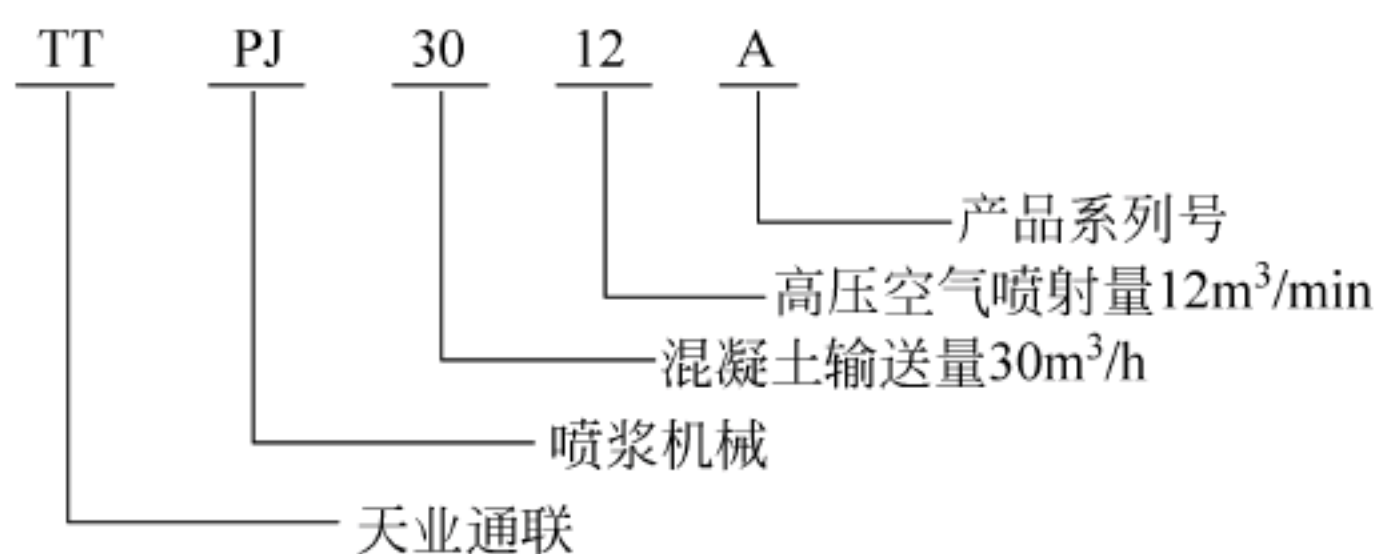 TT PJ 30 12 A
产品系列号
高压空气喷射量12m³/min
混凝土输送量30m³/h
喷浆机械
天业通联